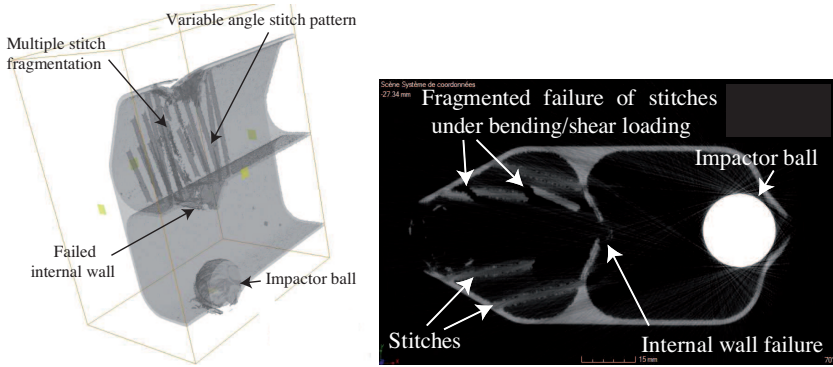 Variable angle stitch pattern
Multiple stitch
fragmentation
Failed
internal wall
Impactor ball
Scène Système de coordonnées
-27.34 mm
Fragmented failure of stitches
under bending/shear loading
Impactor ball
Stitches
Internal wall failure
15 mm